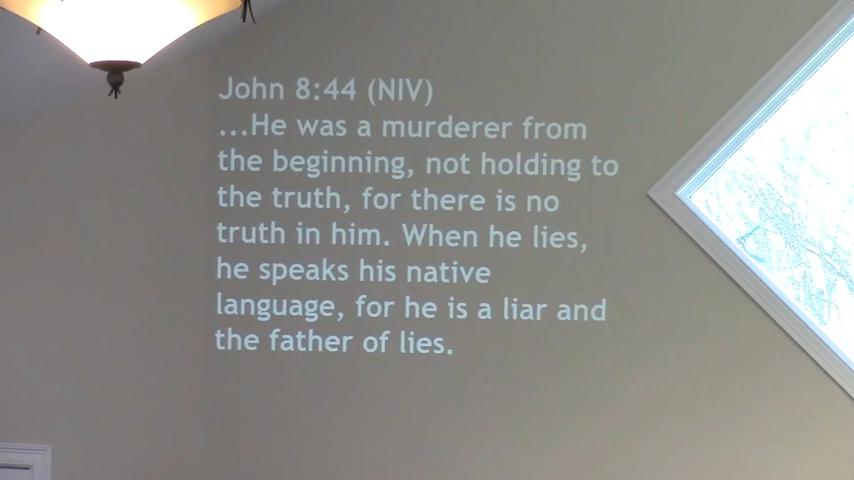 John 8:44 (NIV)
...He was a murderer from
the beginning, not holding to
the truth, for there is no
truth in him. When he lies,
he speaks his native
language, for he is a liar and
the father of lies.